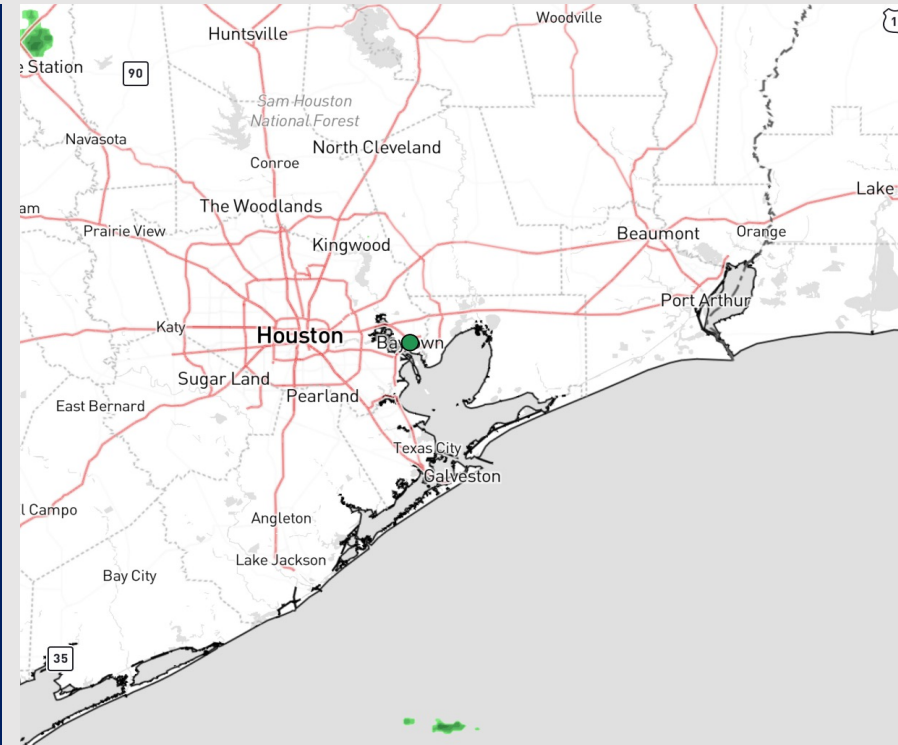 Woodville
1
Huntsville
e Station
90
Sam Houston
National Forest
Navasota
North Cleveland
Conroe
Lake
The Woodlands
am
Prairie View
Beaumont
Orange
Kingwood
Port Arthur
Katy
Houston
Baytown
Sugar Land
Pearland
East Bernard
Texas City
Galveston
l Campo
Angleton
Lake Jackson
Bay City
35